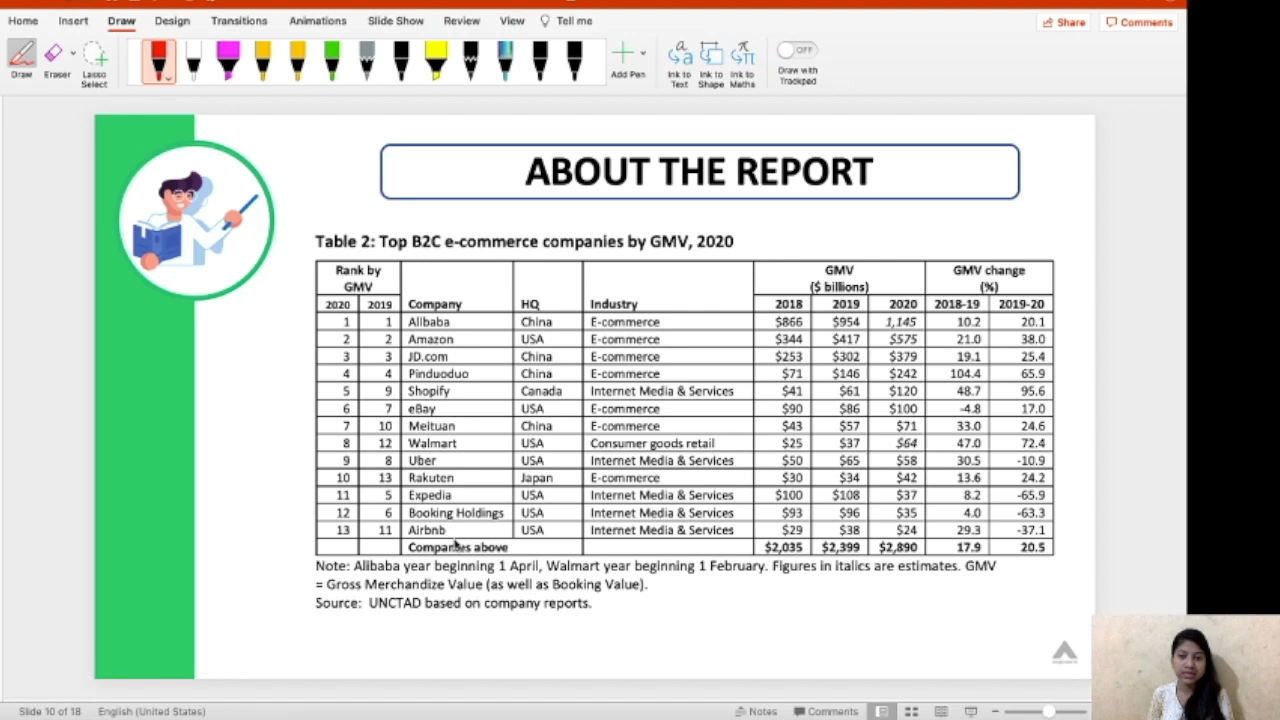 Home Insert Draw Design Transitions Animations Slide Show Review View Tell me Share Comments
Draw Eraser Lasso Select Add Pen Ink to Text Ink to Shape Ink to Maths OFF Draw with Trackpad
ABOUT THE REPORT
Table 2: Top B2C e-commerce companies by GMV, 2020
Rank by GMV GMV ($ billions) GMV change (%)
2020 2019 Company HQ Industry 2018 2019 2020 2018-19 2019-20
1 1 Alibaba China E-commerce $866 $954 1,145 10.2 20.1
2 2 Amazon USA E-commerce $344 $417 $575 21.0 38.0
3 3 JD.com China E-commerce $253 $302 $379 19.1 25.4
4 4 Pinduoduo China E-commerce $71 $146 $242 104.4 65.9
5 9 Shopify Canada Internet Media & Services $41 $61 $120 48.7 95.6
6 7 eBay USA E-commerce $90 $86 $100 -4.8 17.0
7 10 Meituan China E-commerce $43 $57 $71 33.0 24.6
8 12 Walmart USA Consumer goods retail $25 $37 $64 47.0 72.4
9 8 Uber USA Internet Media & Services $50 $65 $58 30.5 -10.9
10 13 Rakuten Japan E-commerce $30 $34 $42 13.6 24.2
11 5 Expedia USA Internet Media & Services $100 $108 $37 8.2 -65.9
12 6 Booking Holdings USA Internet Media & Services $93 $96 $35 4.0 -63.3
13 11 Airbnb USA Internet Media & Services $29 $38 $24 29.3 -37.1
Companies above $2,035 $2,399 $2,890 17.9 20.5
Note: Alibaba year beginning 1 April, Walmart year beginning 1 February. Figures in italics are estimates. GMV
= Gross Merchandize Value (as well as Booking Value).
Source: UNCTAD based on company reports.
Slide 10 of 18 English (United States) Notes Comments